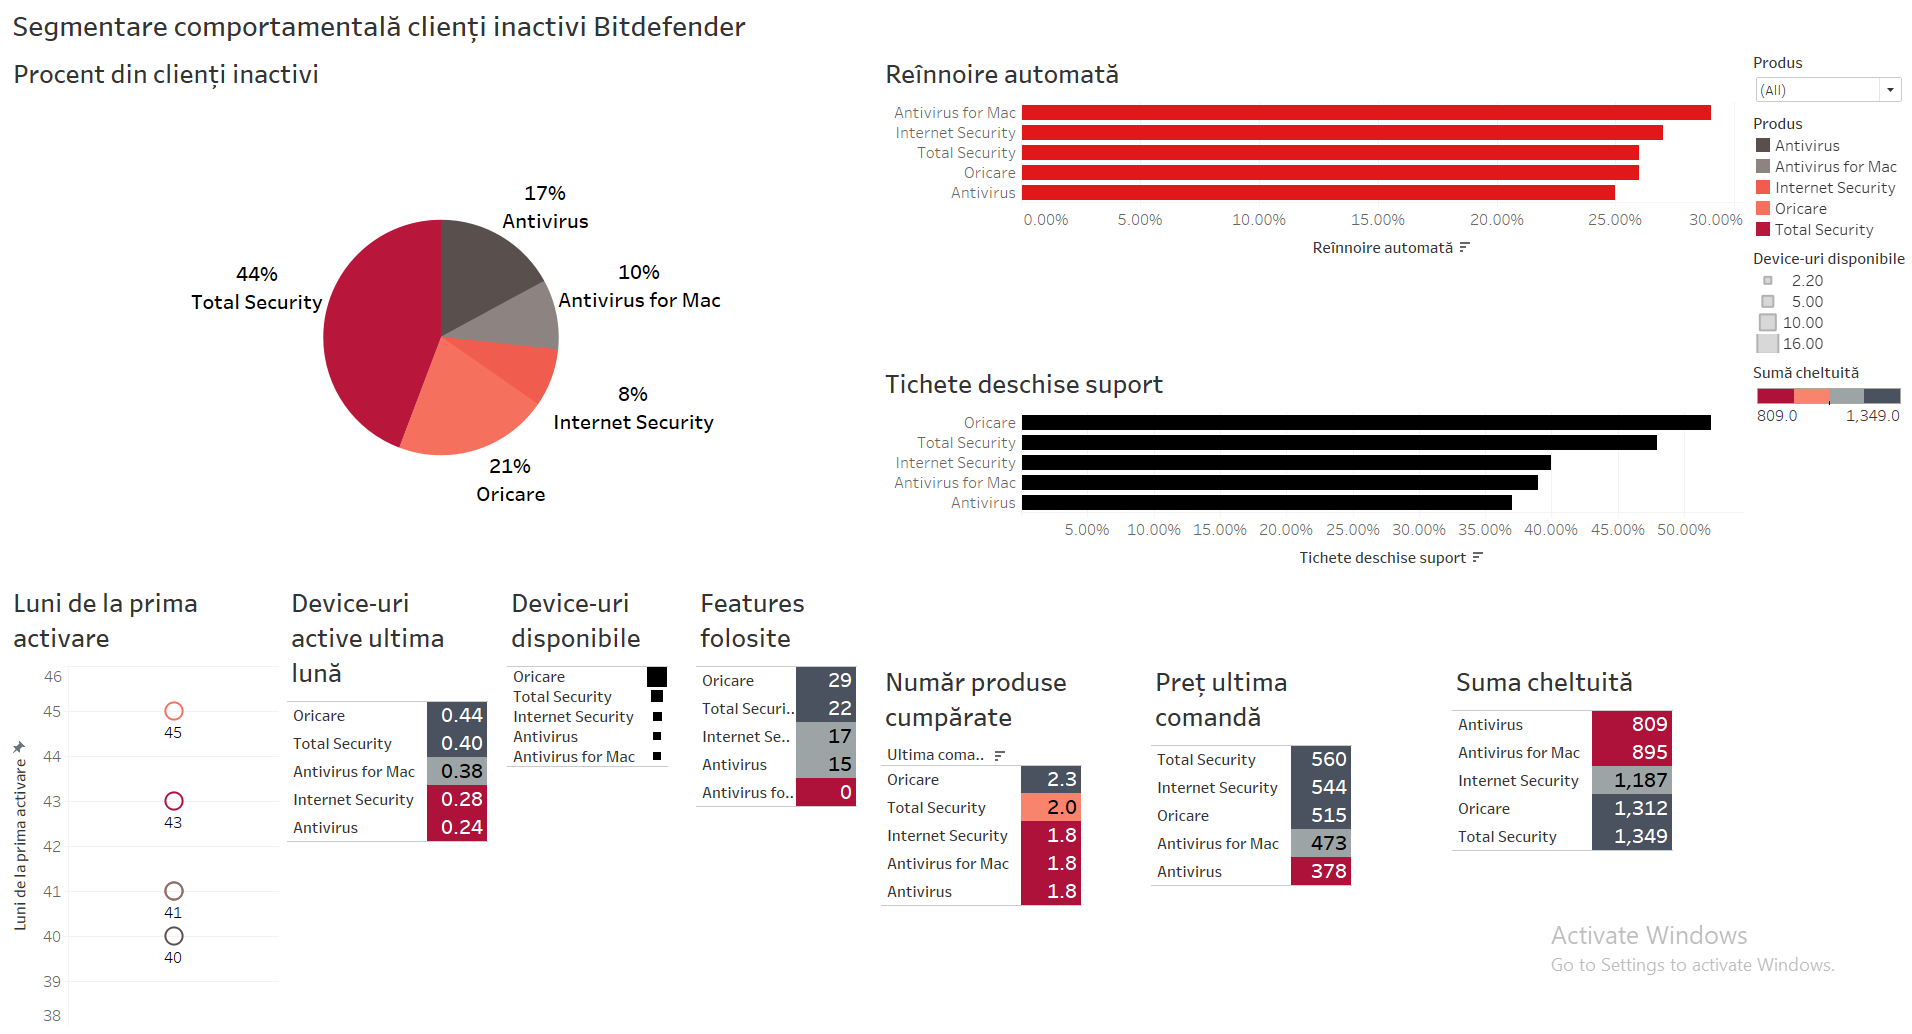 Segmentare comportamentală clienți inactivi Bitdefender
Procent din clienți inactivi
17%
Antivirus
10%
Antivirus for Mac
8%
Internet Security
21%
Oricare
44%
Total Security
Reînnoire automată
Antivirus for Mac
Internet Security
Total Security
Oricare
Antivirus
0.00% 5.00% 10.00% 15.00% 20.00% 25.00% 30.00%
Reînnoire automată
Tichete deschise suport
Oricare
Total Security
Internet Security
Antivirus for Mac
Antivirus
5.00% 10.00% 15.00% 20.00% 25.00% 30.00% 35.00% 40.00% 45.00% 50.00%
Tichete deschise suport
Produs
(All)
Produs
Antivirus
Antivirus for Mac
Internet Security
Oricare
Total Security
Device-uri disponibile
2.20
5.00
10.00
16.00
Sumă cheltuită
809.0 1,349.0
Luni de la prima
activare
Luni de la prima activare
46
45
44
43
42
41
40
39
38
45
43
41
40
Device-uri
active ultima
lună
Oricare 0.44
Total Security 0.40
Antivirus for Mac 0.38
Internet Security 0.28
Antivirus 0.24
Device-uri
disponibile
Oricare
Total Security
Internet Security
Antivirus
Antivirus for Mac
Features
folosite
Oricare 29
Total Securi.. 22
Internet Se.. 17
Antivirus 15
Antivirus fo.. 0
Număr produse
cumpărate
Ultima coma..
Oricare 2.3
Total Security 2.0
Internet Security 1.8
Antivirus for Mac 1.8
Antivirus 1.8
Preț ultima
comandă
Total Security 560
Internet Security 544
Oricare 515
Antivirus for Mac 473
Antivirus 378
Suma cheltuită
Antivirus 809
Antivirus for Mac 895
Internet Security 1,187
Oricare 1,312
Total Security 1,349
Activate Windows
Go to Settings to activate Windows.